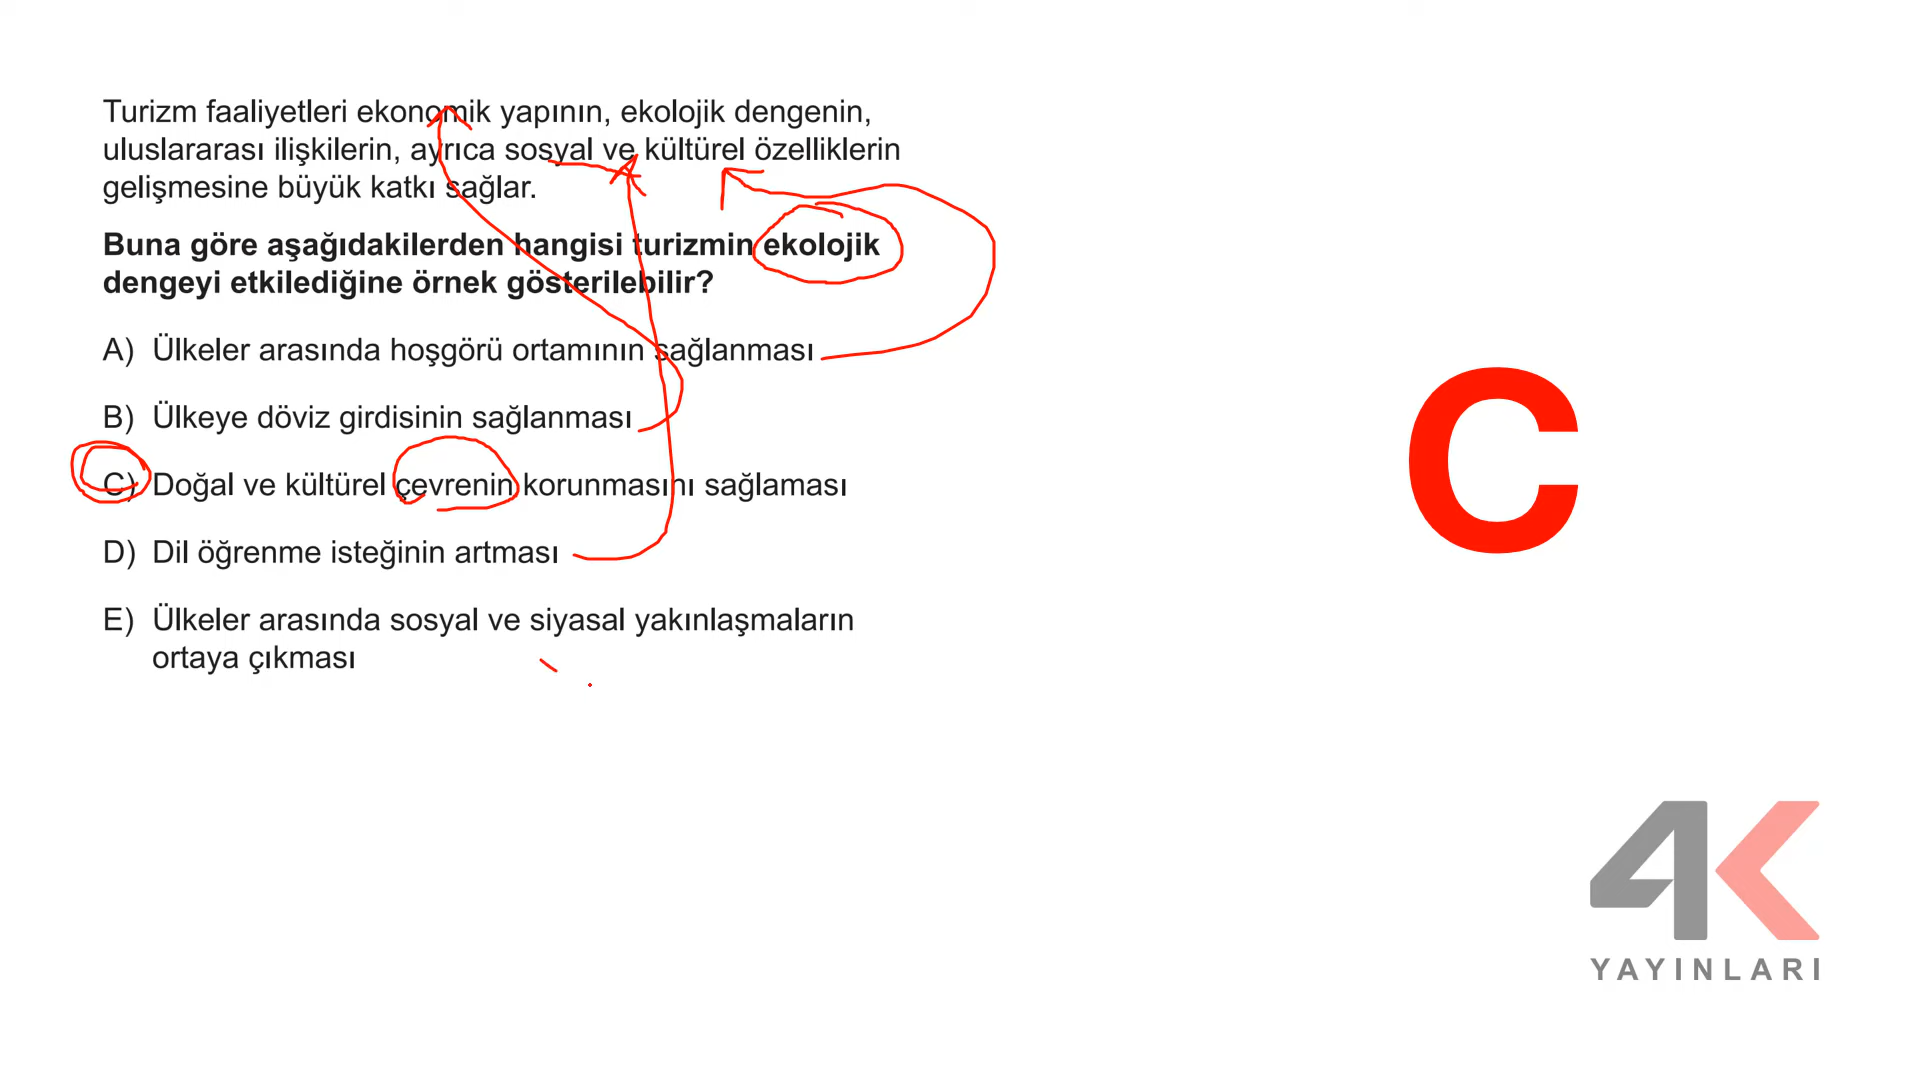 Turizm faaliyetleri ekonomik yapının, ekolojik dengenin,
uluslararası ilişkilerin, ayrıca sosyal ve kültürel özelliklerin
gelişmesine büyük katkı sağlar.
Buna göre aşağıdakilerden hangisi turizmin ekolojik
dengeyi etkilediğine örnek gösterilebilir?
A) Ülkeler arasında hoşgörü ortamının sağlanması
B) Ülkeye döviz girdisinin sağlanması
C) Doğal ve kültürel çevrenin korunmasını sağlaması
D) Dil öğrenme isteğinin artması
E) Ülkeler arasında sosyal ve siyasal yakınlaşmaların
ortaya çıkması
C
4K
YAYINLARI